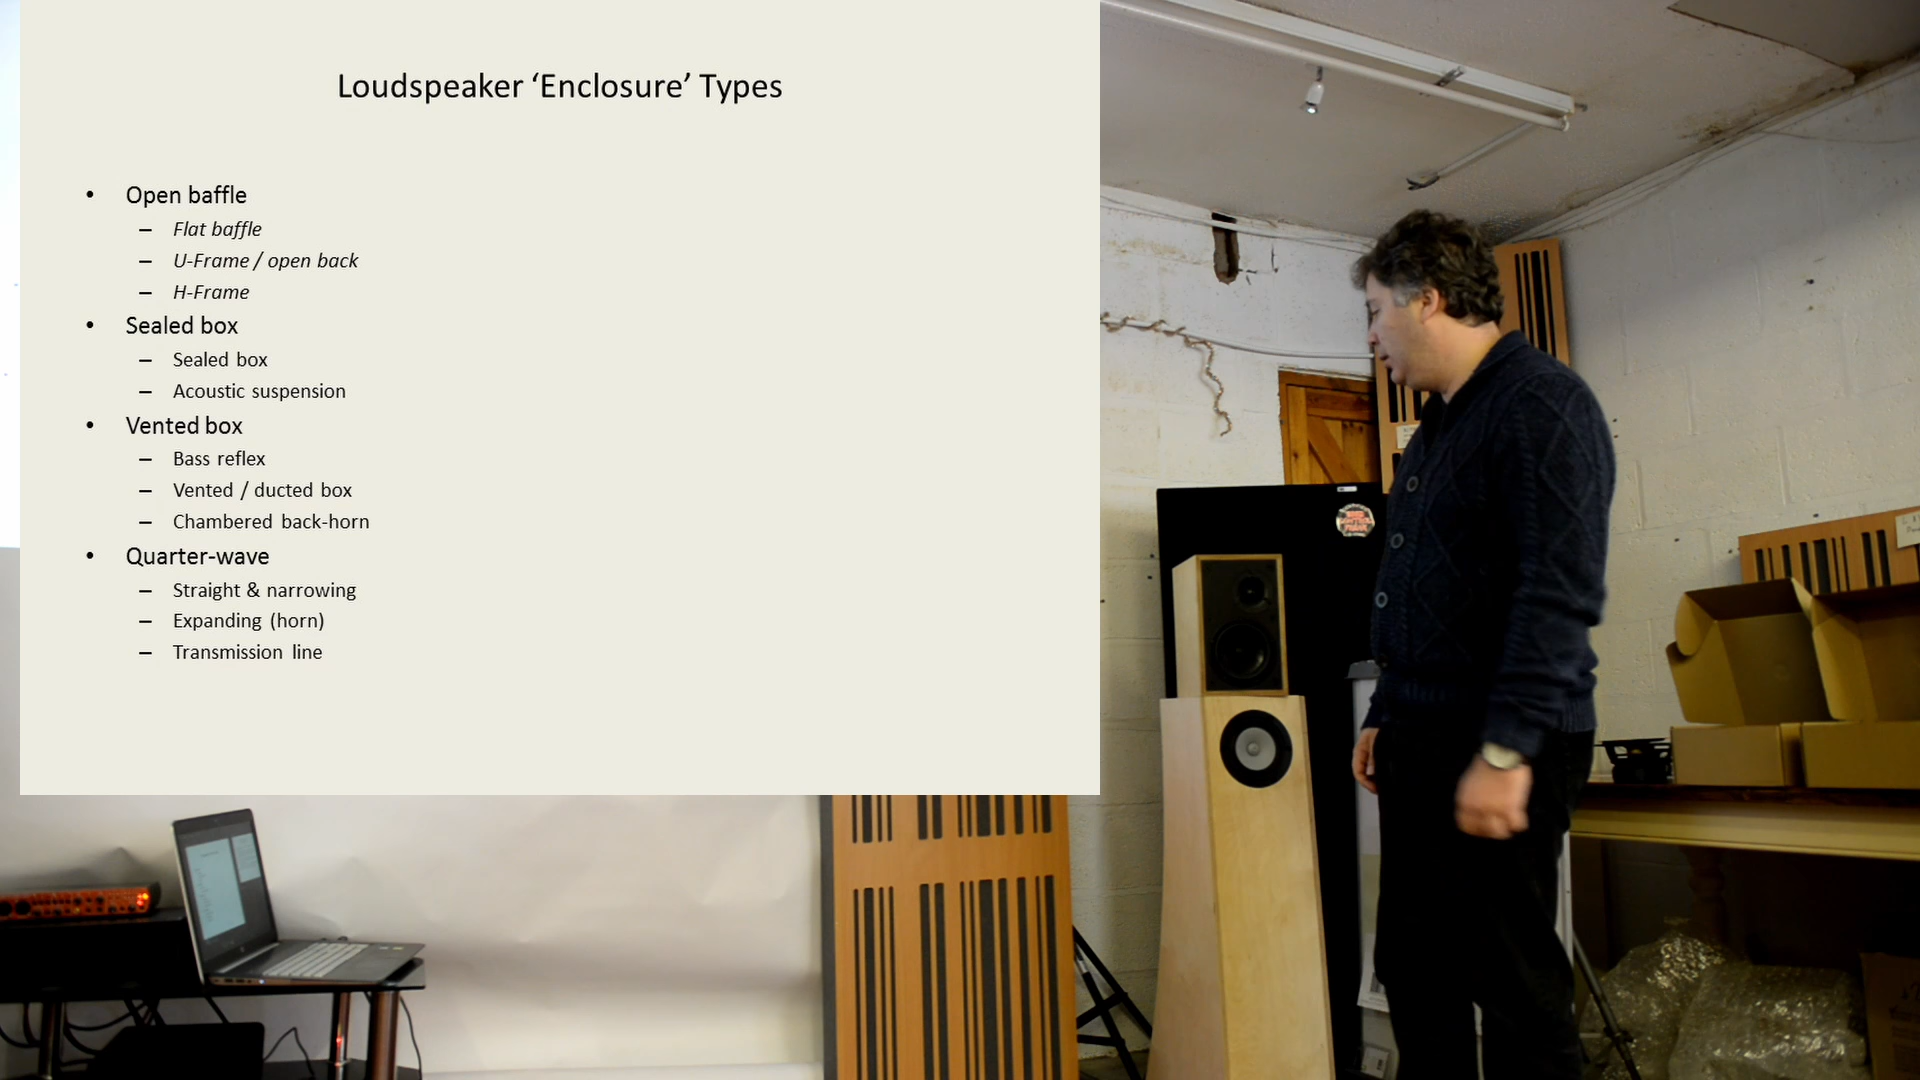 Loudspeaker ‘Enclosure’ Types
• Open baffle
– Flat baffle
– U-Frame / open back
– H-Frame
• Sealed box
– Sealed box
– Acoustic suspension
• Vented box
– Bass reflex
– Vented / ducted box
– Chambered back-horn
• Quarter-wave
– Straight & narrowing
– Expanding (horn)
– Transmission line